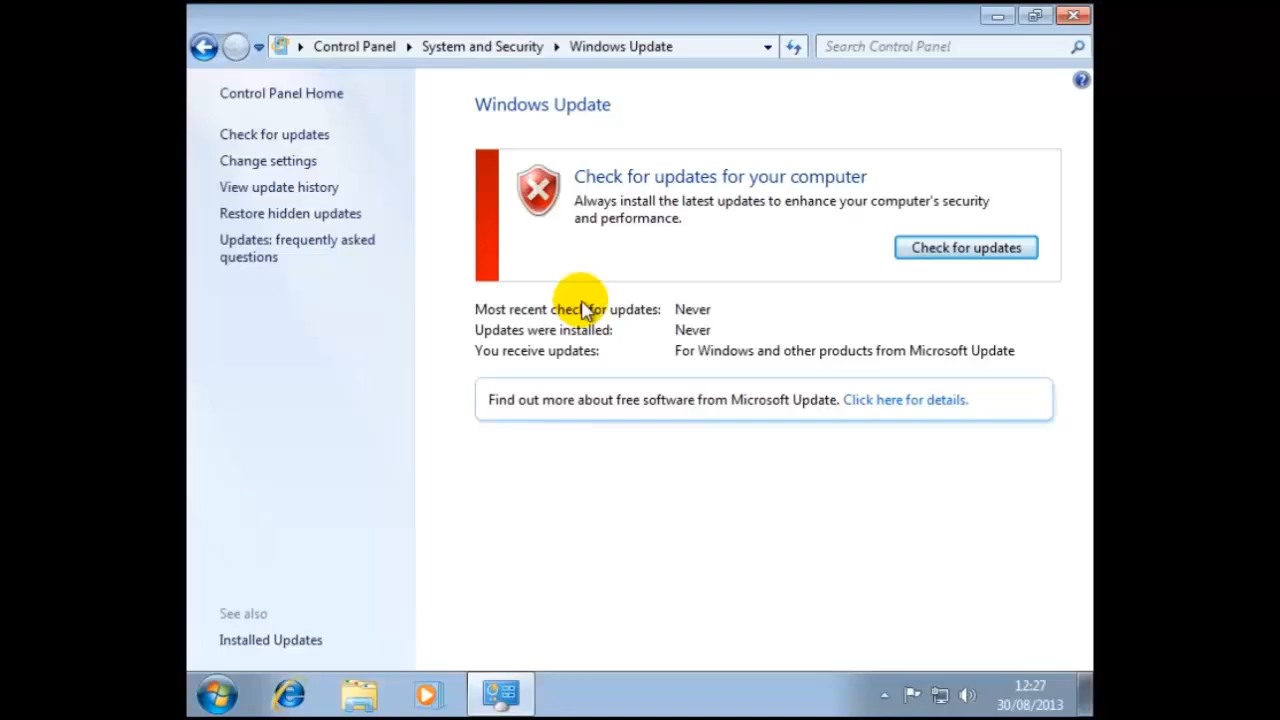 Control Panel
System and Security
Windows Update
Search Control Panel
Control Panel Home
Check for updates
Change settings
View update history
Restore hidden updates
Updates: frequently asked
questions
See also
Installed Updates
Windows Update
Check for updates for your computer
Always install the latest updates to enhance your computer's security
and performance.
Check for updates
Most recent check for updates: Never
Updates were installed: Never
You receive updates: For Windows and other products from Microsoft Update
Find out more about free software from Microsoft Update. Click here for details.
12:27
30/08/2013